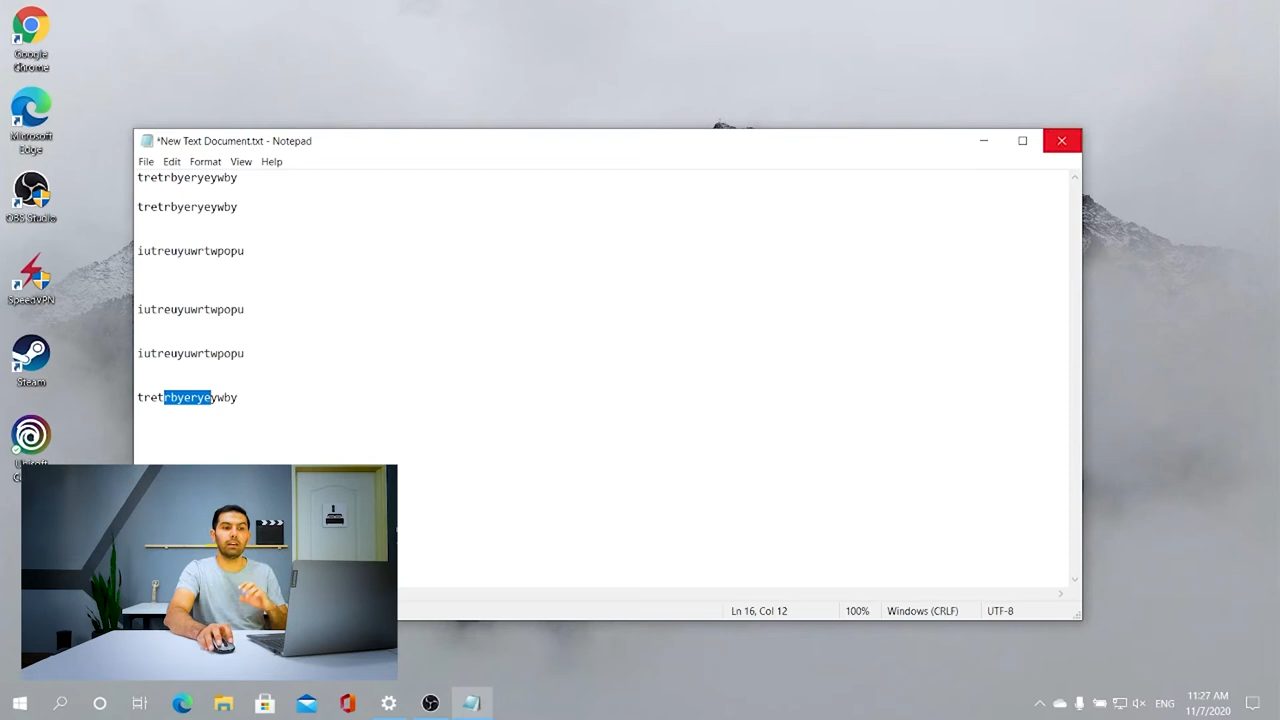 Google
Chrome
Microsoft
Edge
OBS Studio
SpeedVPN
Steam
*New Text Document.txt - Notepad
File Edit Format View Help
tretrbyeryeywby
tretrbyeryeywby
iutreuyuwrtwpopu
iutreuyuwrtwpopu
iutreuyuwrtwpopu
tretrbyeryeywby
Ln 16, Col 12 100% Windows (CRLF) UTF-8
ENG
11:27 AM
11/7/2020